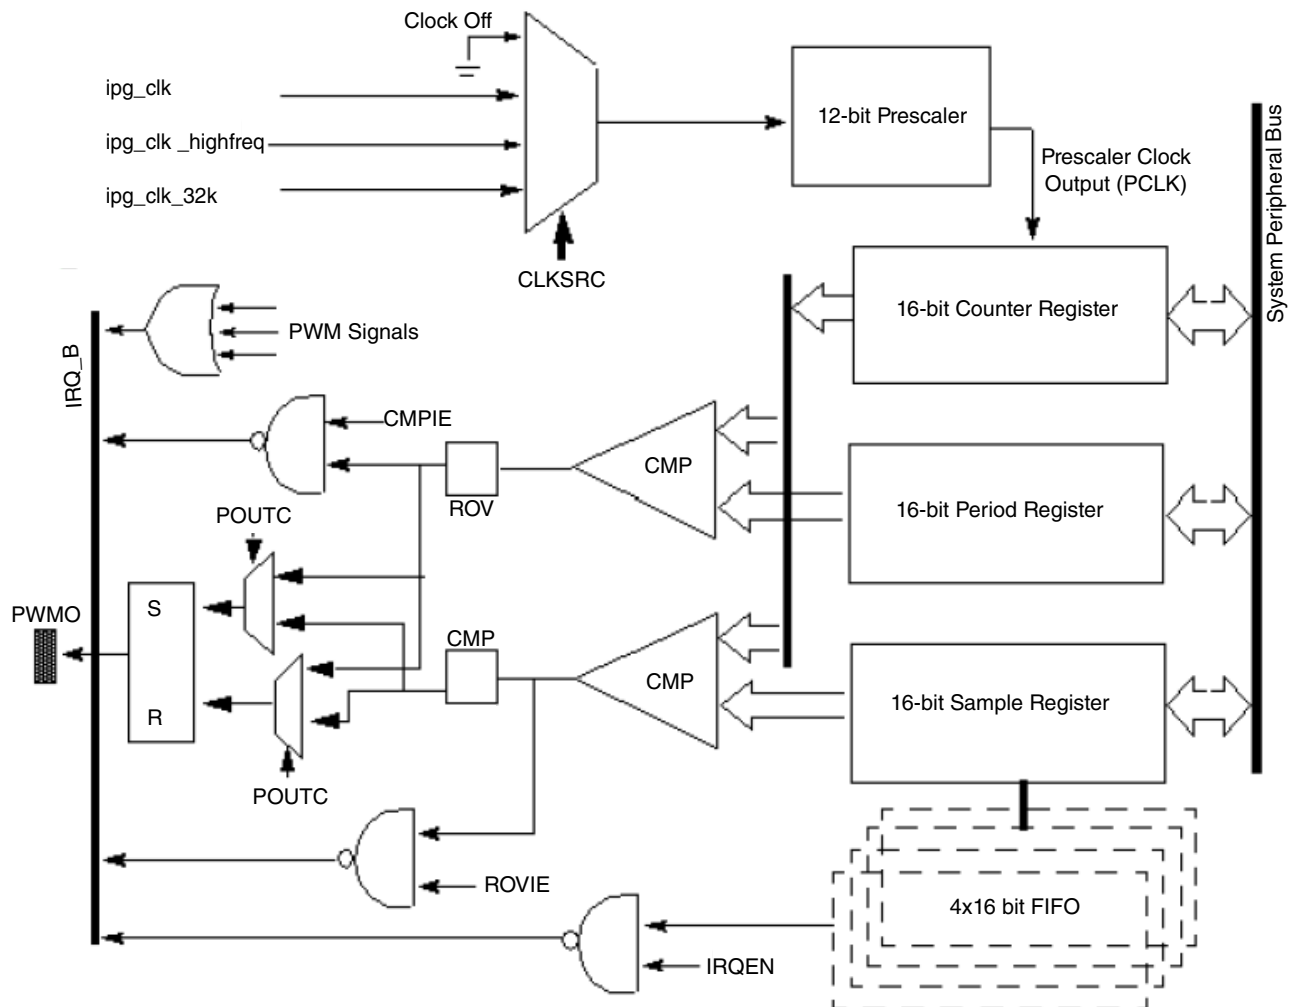 Clock Off
ipg_clk
ipg_clk _highfreq
ipg_clk_32k
CLKSRC
12-bit Prescaler
Prescaler Clock
Output (PCLK)
System Peripheral Bus
16-bit Counter Register
PWM Signals
IRQ_B
CMPIE
CMP
ROV
16-bit Period Register
POUTC
PWMO
S
R
CMP
CMP
16-bit Sample Register
POUTC
ROVIE
4x16 bit FIFO
IRQEN